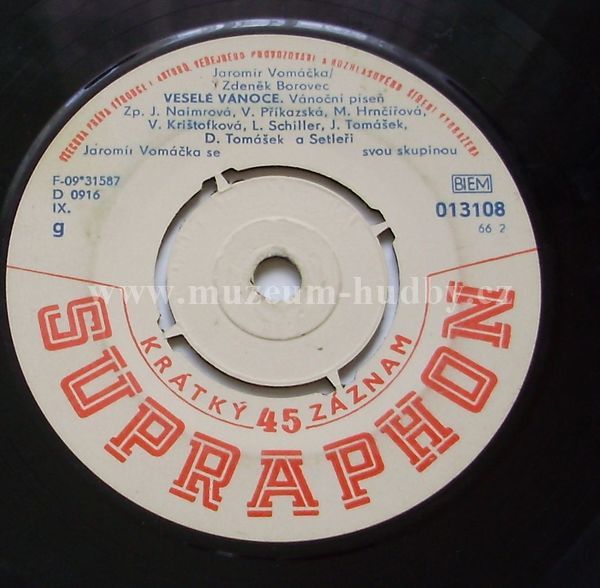 VŠECHNA PRÁVA VÝROBCE I AUTORŮ, VEŘEJNÉHO PROVOZOVÁNÍ A ROZHLASOVÉHO ŠÍŘENÍ VYHRAZENA
Jaromír Vomáčka/
Zdeněk Borovec
VESELÉ VÁNOCE. Vánoční píseň
Zp. J. Naimrová, V. Příkazská, M. Hrnčířová,
V. Krištofková, L. Schiller, J. Tomášek,
D. Tomášek a Setleři
Jaromír Vomáčka se svou skupinou
F-09*31587
D 0916
IX.
g
BIEM
013108
66 2
www.muzeum-hudby.cz
KRÁTKÝ 45 ZÁZNAM
SUPRAPHON